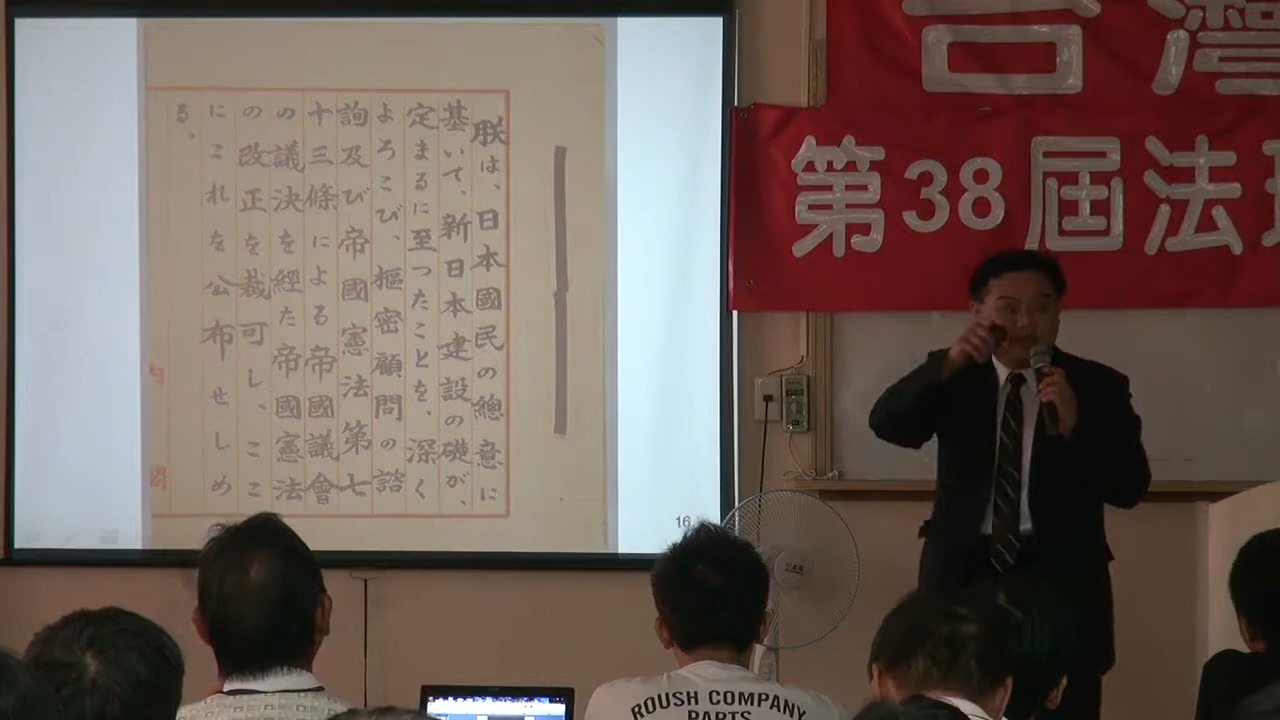 朕は、日本國民の總意に
基いて、新日本建設の礎が、
定まるに至つたことを、深く
よろこび、樞密顧問の諮
詢及び帝國憲法第七
十三條による帝國議會
の議決を經た帝國憲法
の改正を裁可し、ここ
にこれを公布せしめ
る。
16
台灣
第38屆法
ROUSH COMPANY
PARTS